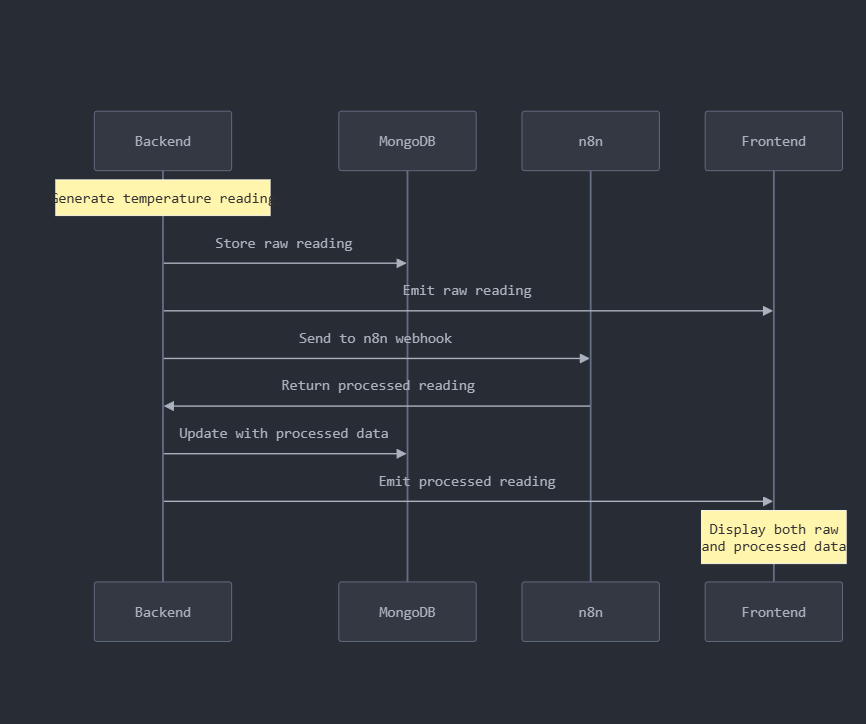 Backend
MongoDB
n8n
Frontend
Generate temperature reading
Store raw reading
Emit raw reading
Send to n8n webhook
Return processed reading
Update with processed data
Emit processed reading
Display both raw
and processed data
Backend
MongoDB
n8n
Frontend